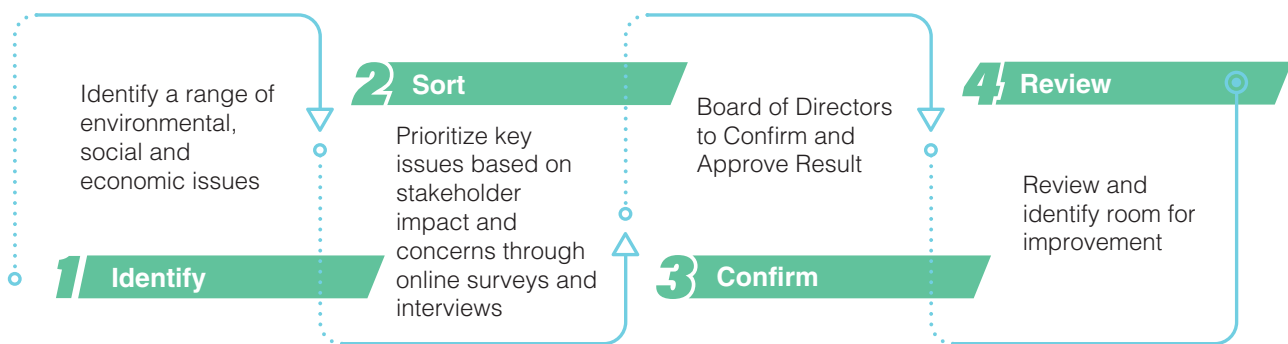 Identify a range of
environmental,
social and
economic issues
1 Identify
2 Sort
Prioritize key
issues based on
stakeholder
impact and
concerns through
online surveys and
interviews
Board of Directors
to Confirm and
Approve Result
3 Confirm
4 Review
Review and
identify room for
improvement